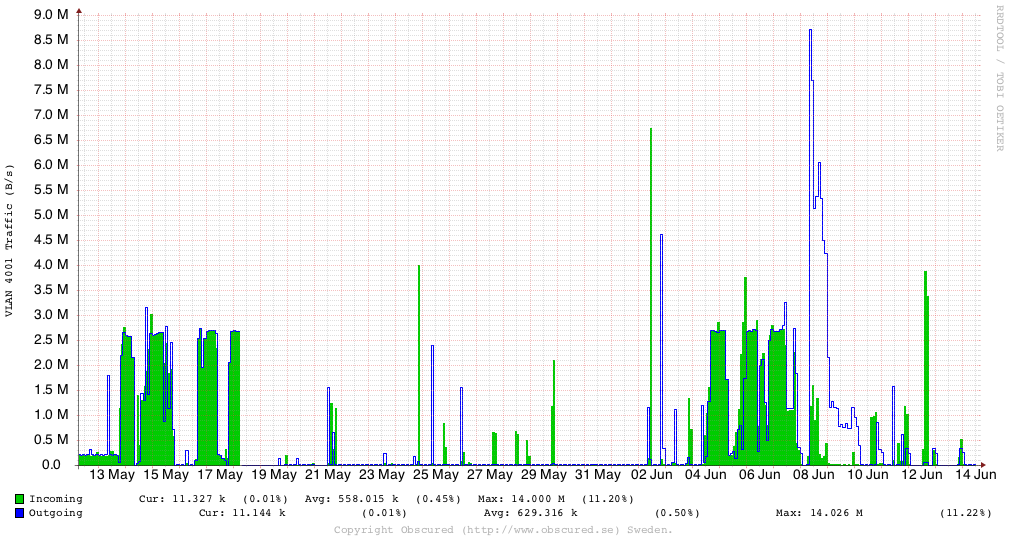 9.0 M
8.5 M
8.0 M
7.5 M
7.0 M
6.5 M
6.0 M
5.5 M
5.0 M
4.5 M
4.0 M
3.5 M
3.0 M
2.5 M
2.0 M
1.5 M
1.0 M
0.5 M
0.0
VLAN 4001 Traffic (B/s)
RRDTOOL / TOBI OETIKER
13 May 15 May 17 May 19 May 21 May 23 May 25 May 27 May 29 May 31 May 02 Jun 04 Jun 06 Jun 08 Jun 10 Jun 12 Jun 14 Jun
Incoming Cur: 11.327 k (0.01%) Avg: 558.015 k (0.45%) Max: 14.000 M (11.20%)
Outgoing Cur: 11.144 k (0.01%) Avg: 629.316 k (0.50%) Max: 14.026 M (11.22%)
Copyright Obscured (http://www.obscured.se) Sweden.